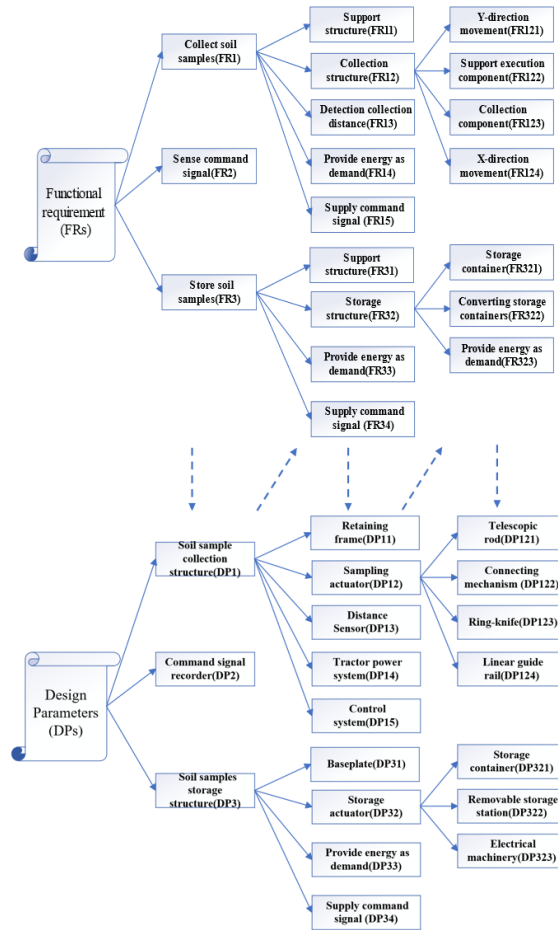 Functional
requirement
(FRs)
Collect soil
samples(FR1)
Sense command
signal(FR2)
Store soil
samples(FR3)
Support
structure(FR11)
Collection
structure(FR12)
Detection collection
distance(FR13)
Provide energy as
demand(FR14)
Supply command
signal (FR15)
Y-direction
movement(FR121)
Support execution
component(FR122)
Collection
component(FR123)
X-direction
movement(FR124)
Support
structure(FR31)
Storage
structure(FR32)
Provide energy as
demand(FR33)
Supply command
signal (FR34)
Storage
container(FR321)
Converting storage
containers(FR322)
Provide energy as
demand(FR323)
Design
Parameters
(DPs)
Soil sample
collection
structure(DP1)
Command signal
recorder(DP2)
Soil samples
storage
structure(DP3)
Retaining
frame(DP11)
Sampling
actuator(DP12)
Distance
Sensor(DP13)
Tractor power
system(DP14)
Control
system(DP15)
Telescopic
rod(DP121)
Connecting
mechanism (DP122)
Ring-knife(DP123)
Linear guide
rail(DP124)
Baseplate(DP31)
Storage
actuator(DP32)
Provide energy as
demand(DP33)
Supply command
signal (DP34)
Storage
container(DP321)
Removable storage
station(DP322)
Electrical
machinery(DP323)